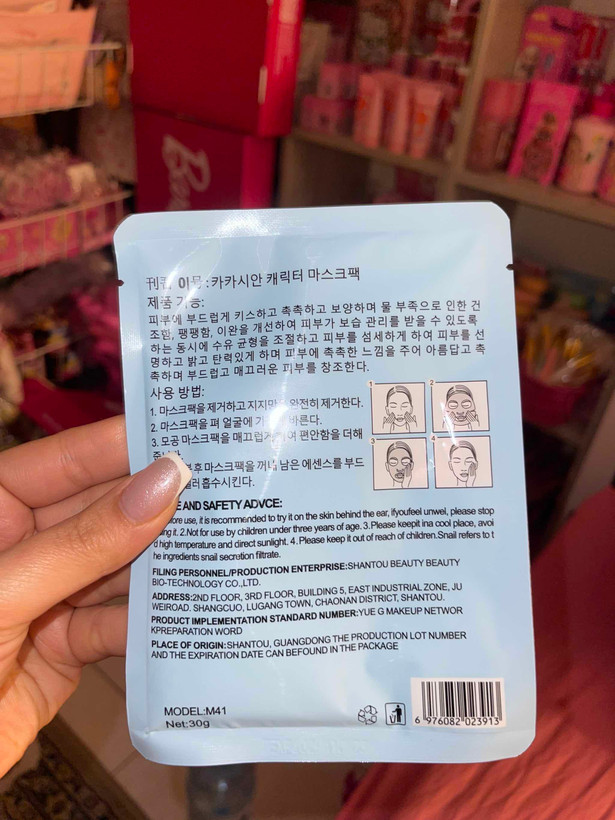 이름 : 카카시안 캐릭터 마스크팩
제품 기능:
피부에 부드럽게 키스하고 촉촉하고 보양하며 물 부족으로 인한 건
조함, 팽팽함, 이완을 개선하여 피부가 보습 관리를 받을 수 있도록
하는 동시에 수유 균형을 조절하고 피부를 섬세하게 하여 피부를 선
명하고 밝고 탄력있게 하며 피부에 촉촉한 느낌을 주어 아름답고 촉
촉하며 부드럽고 매끄러운 피부를 창조한다.
사용 방법:
1. 마스크팩을 제거하고 지지막 완전히 제거한다.
2. 마스크팩을 펴 얼굴에 바른다.
3. 모공 마스크팩을 매끄럽게 하여 편안함을 더해
후 마스크팩을 꺼내 남은 에센스를 부드
흡수시킨다.
1 2
3 4
AND SAFETY ADVCE:
use, it is recommended to try it on the skin behind the ear, ifyoufeel unwel, please stop
it. 2.Not for use by children under three years of age. 3.Please keepit ina cool place, avoi
d high temperature and direct sunlight. 4.Please keep it out of reach of children.Snail refers to t
he ingredients snail secretion filtrate.
FILING PERSONNEL/PRODUCTION ENTERPRISE:SHANTOU BEAUTY BEAUTY
BIO-TECHNOLOGY CO.,LTD.
ADDRESS:2ND FLOOR, 3RD FLOOR, BUILDING 5, EAST INDUSTRIAL ZONE, JU
WEIROAD, SHANGCUO, LUGANG TOWN, CHAONAN DISTRICT, SHANTOU.
PRODUCT IMPLEMENTATION STANDARD NUMBER:YUE G MAKEUP NETWOR
KPREPARATION WORD
PLACE OF ORIGIN:SHANTOU, GUANGDONG THE PRODUCTION LOT NUMBER
AND THE EXPIRATION DATE CAN BEFOUND IN THE PACKAGE
MODEL:M41
Net:30g
6 976082 023913